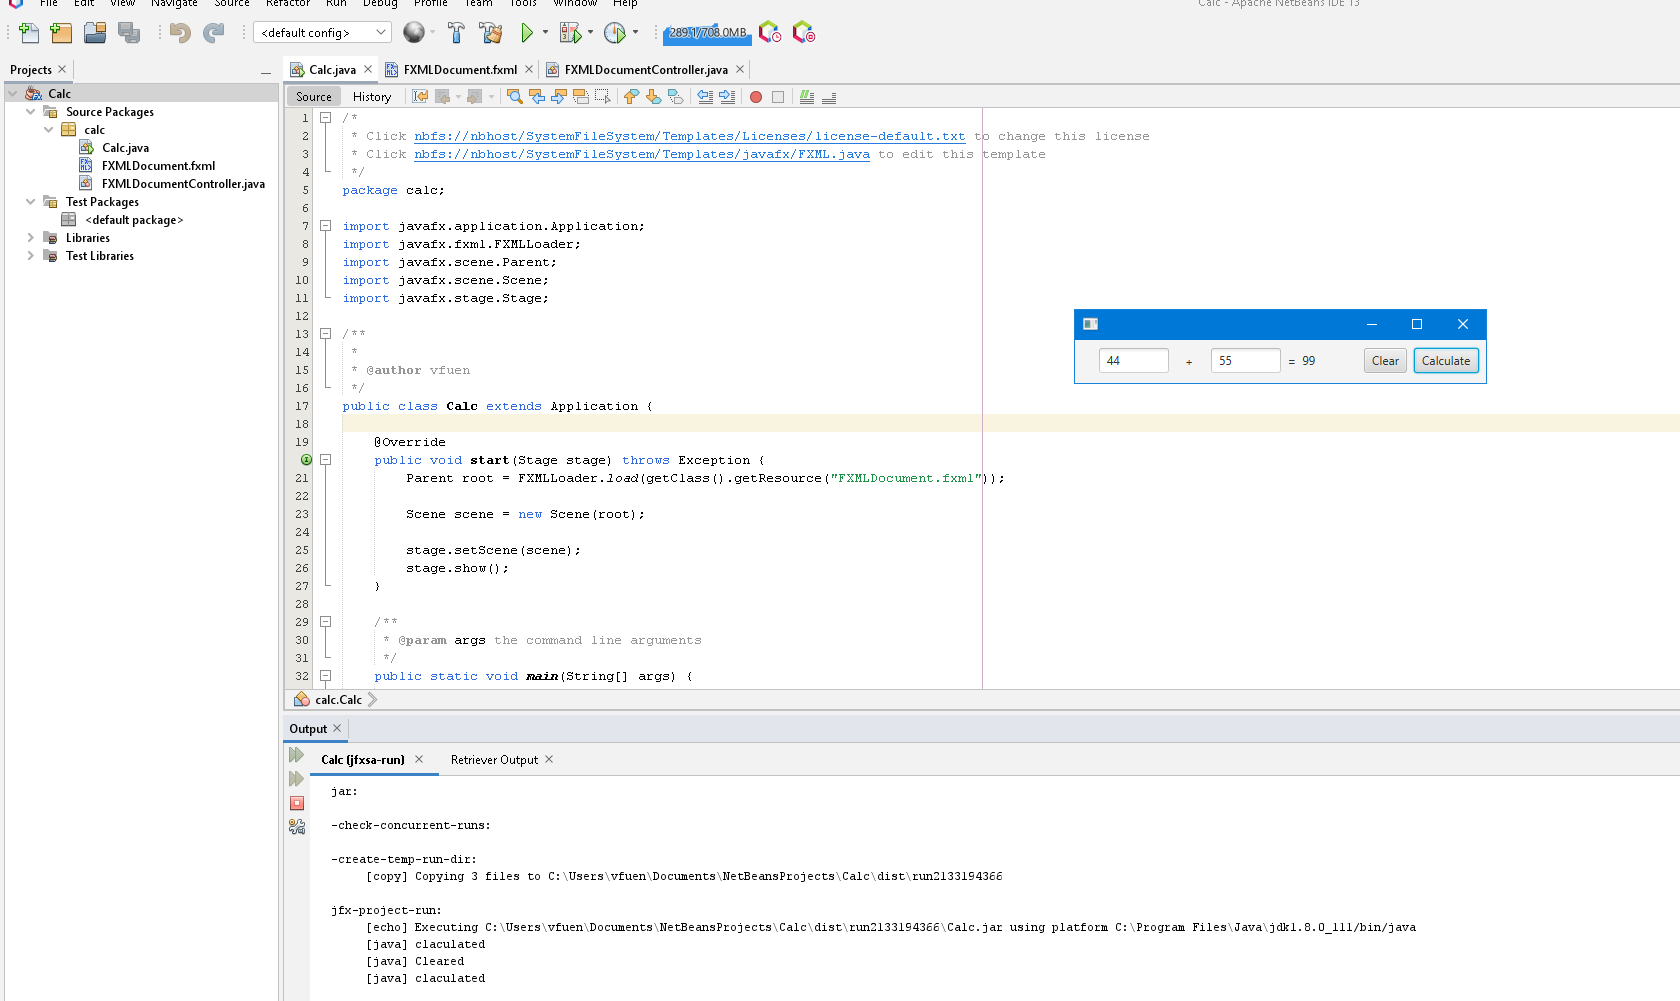 File Edit View Navigate Source Refactor Run Debug Profile Team Tools Window Help
Calc - Apache NetBeans IDE 13
<default config>
289.1/708.0MB
Projects
Calc
Source Packages
calc
Calc.java
FXMLDocument.fxml
FXMLDocumentController.java
Test Packages
<default package>
Libraries
Test Libraries
Calc.java FXMLDocument.fxml FXMLDocumentController.java
Source History
1 /*
2 * Click nbfs://nbhost/SystemFileSystem/Templates/Licenses/license-default.txt to change this license
3 * Click nbfs://nbhost/SystemFileSystem/Templates/javafx/FXML.java to edit this template
4 */
5 package calc;
6
7 import javafx.application.Application;
8 import javafx.fxml.FXMLLoader;
9 import javafx.scene.Parent;
10 import javafx.scene.Scene;
11 import javafx.stage.Stage;
12
13 /**
14 *
15 * @author vfuen
16 */
17 public class Calc extends Application {
18
19 @Override
public void start(Stage stage) throws Exception {
21 Parent root = FXMLLoader.load(getClass().getResource("FXMLDocument.fxml"));
22
23 Scene scene = new Scene(root);
24
25 stage.setScene(scene);
26 stage.show();
27 }
28
29 /**
30 * @param args the command line arguments
31 */
32 public static void main(String[] args) {
44 + 55 = 99 Clear Calculate
calc.Calc
Output
Calc (jfxsa-run) Retriever Output
jar:
-check-concurrent-runs:
-create-temp-run-dir:
[copy] Copying 3 files to C:\Users\vfuen\Documents\NetBeansProjects\Calc\dist\run2133194366
jfx-project-run:
[echo] Executing C:\Users\vfuen\Documents\NetBeansProjects\Calc\dist\run2133194366\Calc.jar using platform C:\Program Files\Java\jdk1.8.0_111/bin/java
[java] claculated
[java] Cleared
[java] claculated